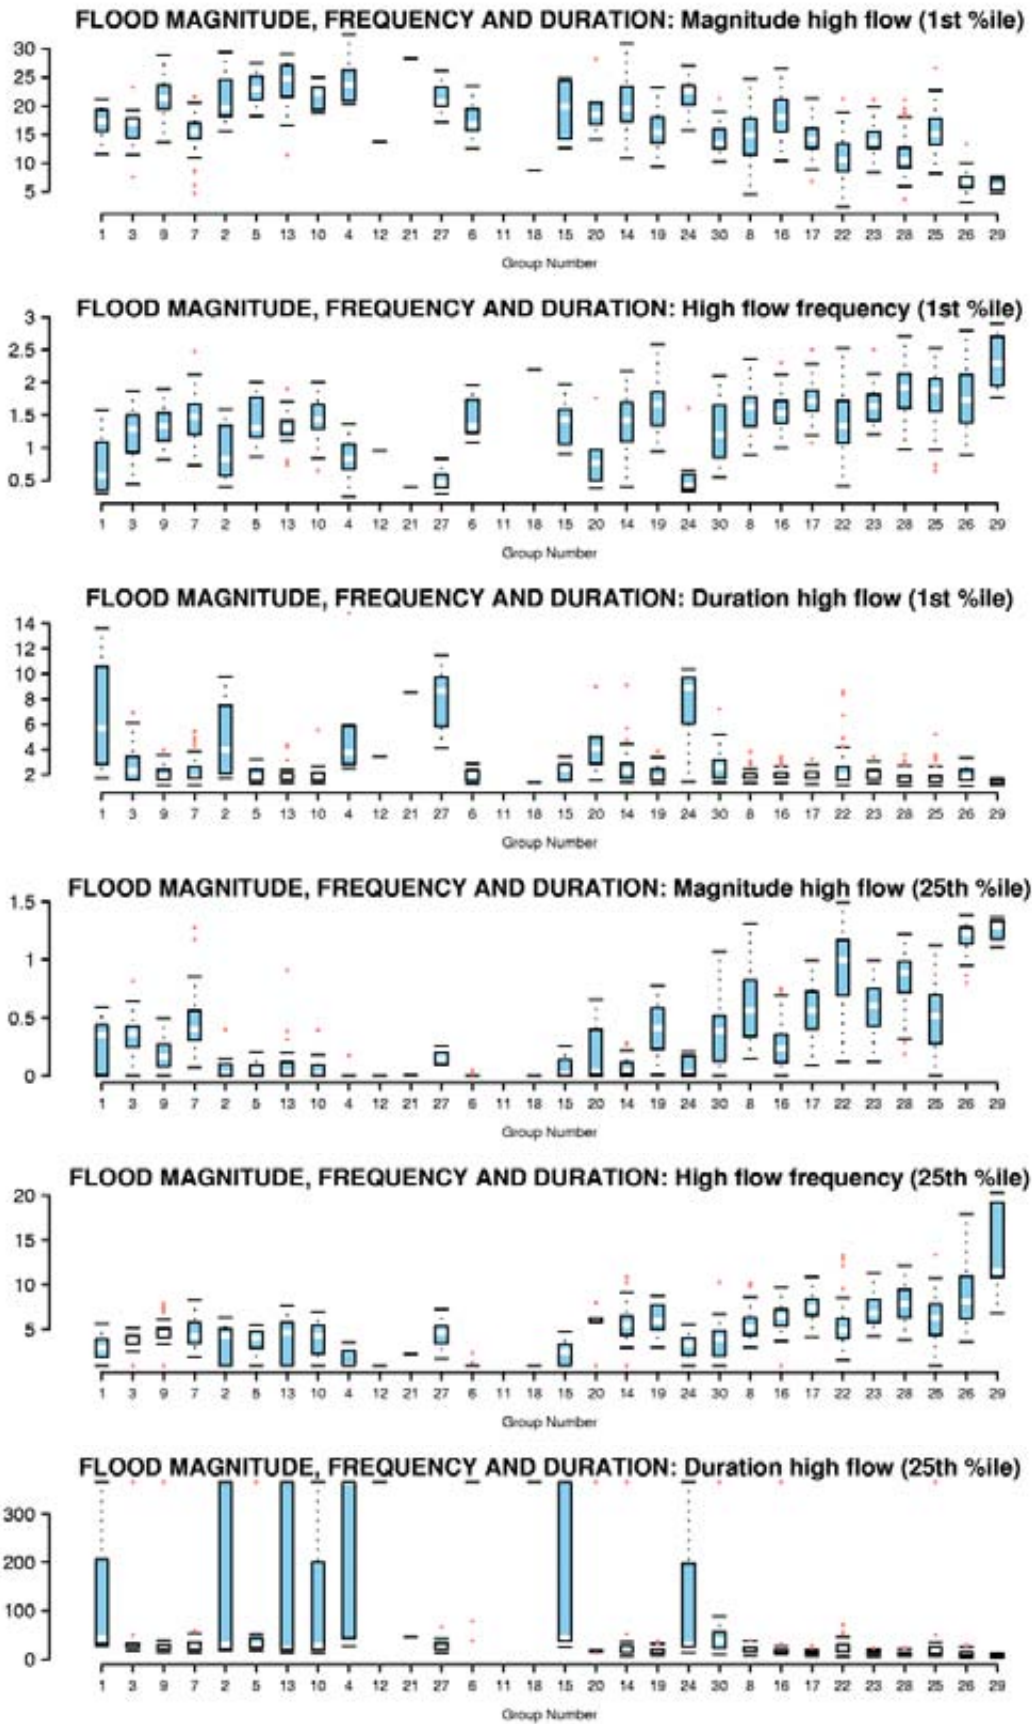 FLOOD MAGNITUDE, FREQUENCY AND DURATION: Magnitude high flow (1st %ile)
30
25
20
15
10
5
1 3 9 7 2 5 13 10 4 12 21 27 6 11 18 15 20 14 19 24 30 8 16 17 22 23 28 25 26 29
Group Number
FLOOD MAGNITUDE, FREQUENCY AND DURATION: High flow frequency (1st %ile)
3
2.5
2
1.5
1
0.5
1 3 9 7 2 5 13 10 4 12 21 27 6 11 18 15 20 14 19 24 30 8 16 17 22 23 28 25 26 29
Group Number
FLOOD MAGNITUDE, FREQUENCY AND DURATION: Duration high flow (1st %ile)
14
12
10
8
6
4
2
1 3 9 7 2 5 13 10 4 12 21 27 6 11 18 15 20 14 19 24 30 8 16 17 22 23 28 25 26 29
Group Number
FLOOD MAGNITUDE, FREQUENCY AND DURATION: Magnitude high flow (25th %ile)
1.5
1
0.5
0
1 3 9 7 2 5 13 10 4 12 21 27 6 11 18 15 20 14 19 24 30 8 16 17 22 23 28 25 26 29
Group Number
FLOOD MAGNITUDE, FREQUENCY AND DURATION: High flow frequency (25th %ile)
20
15
10
5
1 3 9 7 2 5 13 10 4 12 21 27 6 11 18 15 20 14 19 24 30 8 16 17 22 23 28 25 26 29
Group Number
FLOOD MAGNITUDE, FREQUENCY AND DURATION: Duration high flow (25th %ile)
300
200
100
0
1 3 9 7 2 5 13 10 4 12 21 27 6 11 18 15 20 14 19 24 30 8 16 17 22 23 28 25 26 29
Group Number